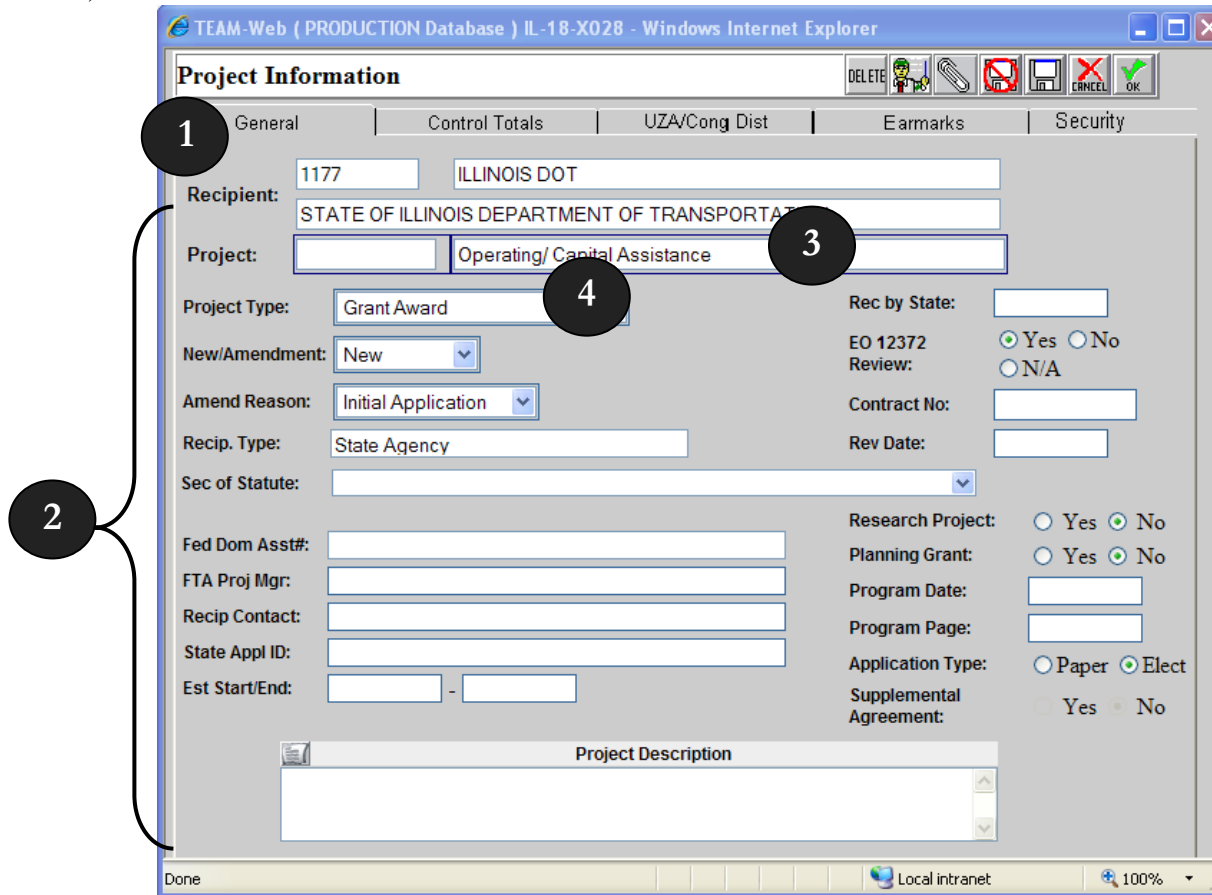 TEAM-Web ( PRODUCTION Database ) IL-18-X028 - Windows Internet Explorer
Project Information
DELETE
CANCEL
OK
1
General
Control Totals
UZA/Cong Dist
Earmarks
Security
Recipient:
1177
ILLINOIS DOT
STATE OF ILLINOIS DEPARTMENT OF TRANSPORTAT
Project:
Operating/ Capital Assistance
3
4
2
Project Type:
Grant Award
New/Amendment:
New
Amend Reason:
Initial Application
Recip. Type:
State Agency
Sec of Statute:
Fed Dom Asst#:
FTA Proj Mgr:
Recip Contact:
State Appl ID:
Est Start/End:
-
Rec by State:
EO 12372
Review:
Yes No
N/A
Contract No:
Rev Date:
Research Project:
Yes No
Planning Grant:
Yes No
Program Date:
Program Page:
Application Type:
Paper Elect
Supplemental
Agreement:
Yes No
Project Description
Done
Local intranet
100%